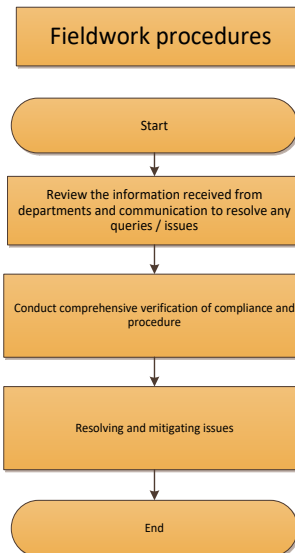 Fieldwork procedures
Start
Review the information received from
departments and communication to resolve any
queries / issues
Conduct comprehensive verification of compliance and
procedure
Resolving and mitigating issues
End